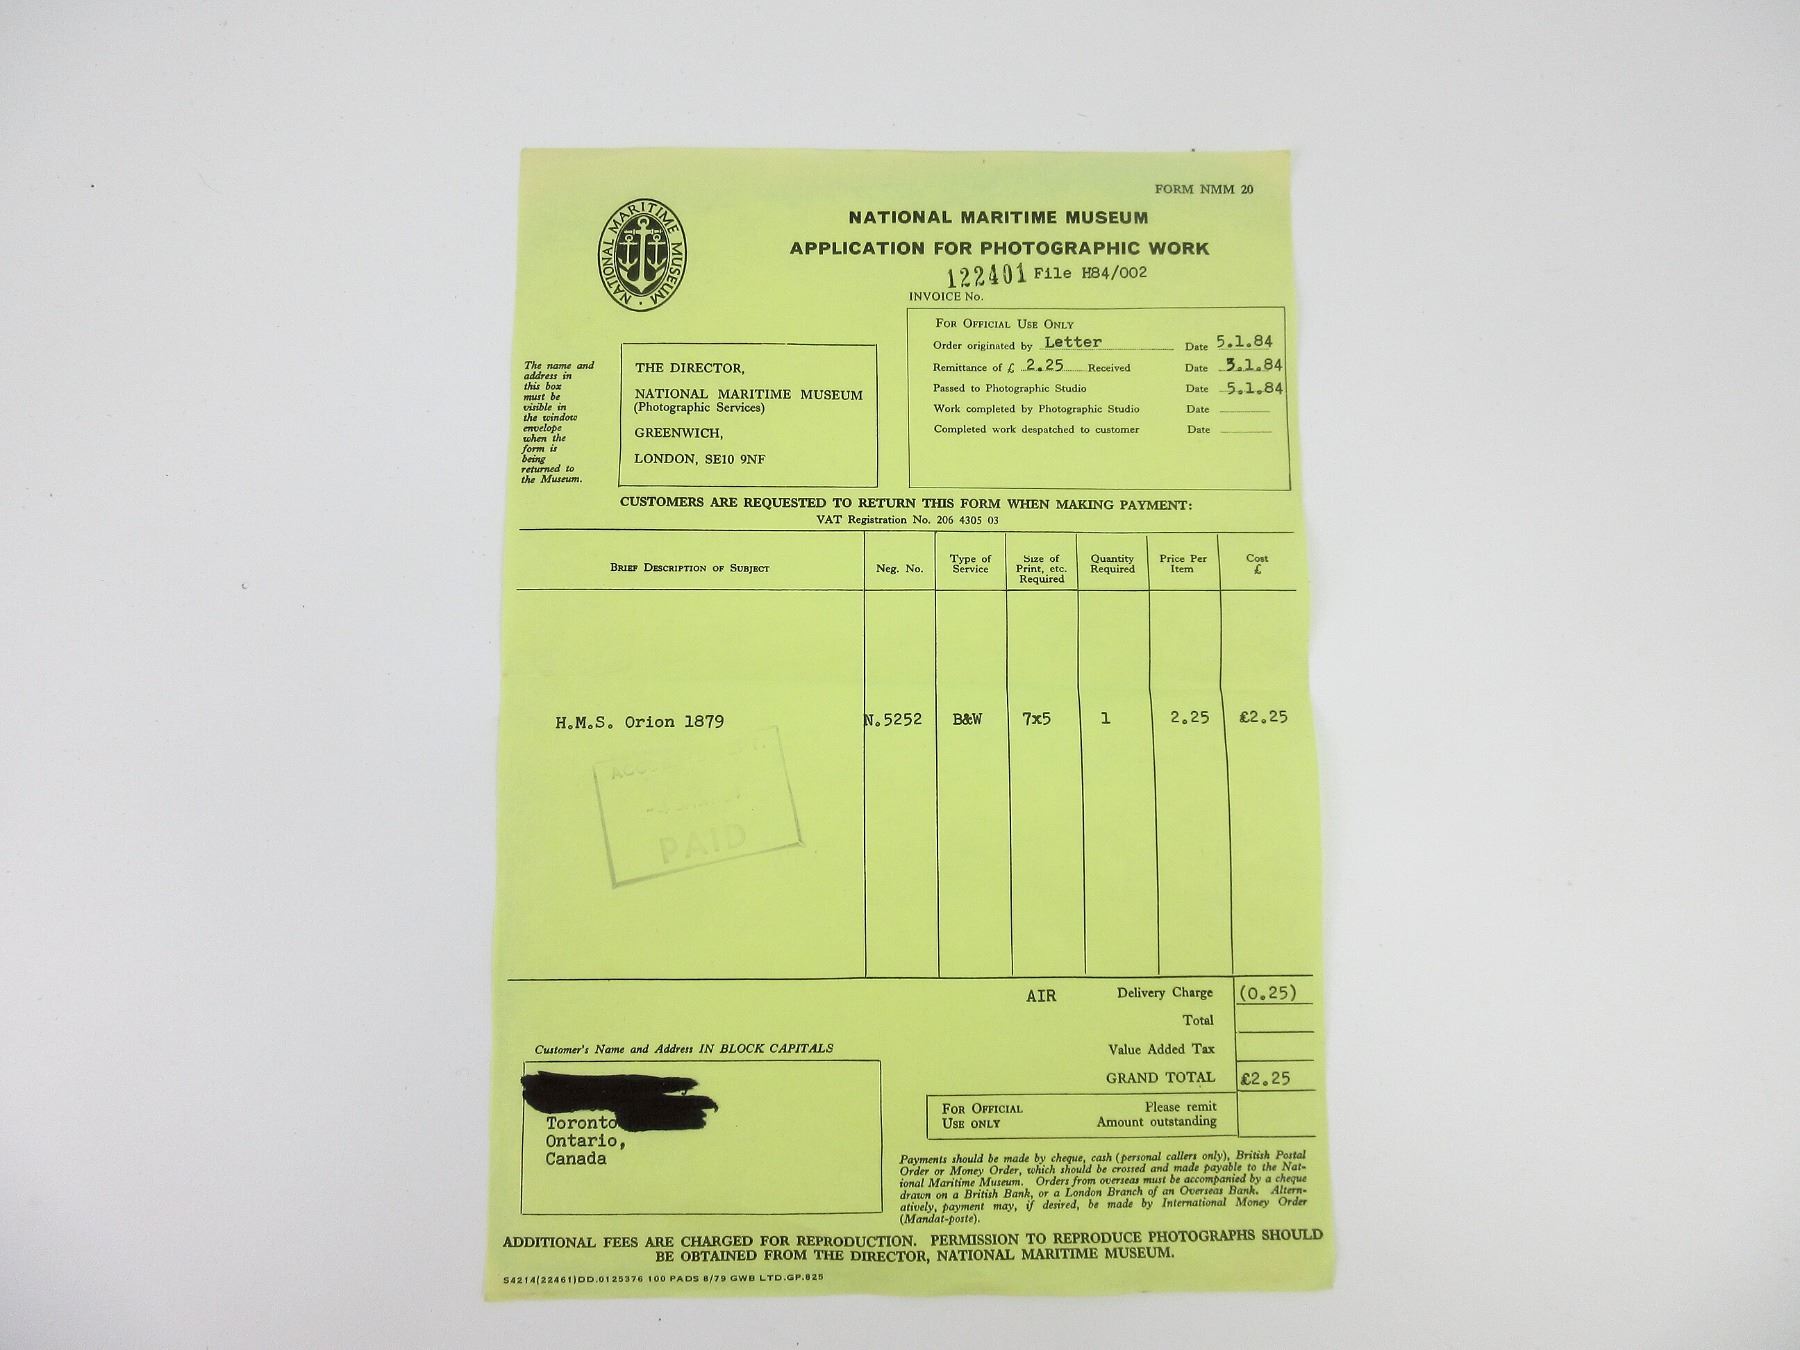 FORM NMM 20
NATIONAL MARITIME MUSEUM
NATIONAL MARITIME MUSEUM
APPLICATION FOR PHOTOGRAPHIC WORK
122401 File H84/002
INVOICE No.
The name and
address in
this box
must be
visible in
the window
envelope
when the
form is
being
returned to
the Museum.
THE DIRECTOR,
NATIONAL MARITIME MUSEUM
(Photographic Services)
GREENWICH,
LONDON, SE10 9NF
FOR OFFICIAL USE ONLY
Order originated by Letter Date 5.1.84
Remittance of £ 2.25 Received Date 3.1.84
Passed to Photographic Studio Date 5.1.84
Work completed by Photographic Studio Date
Completed work despatched to customer Date
CUSTOMERS ARE REQUESTED TO RETURN THIS FORM WHEN MAKING PAYMENT:
VAT Registration No. 206 4305 03
BRIEF DESCRIPTION OF SUBJECT
Neg. No.
Type of
Service
Size of
Print, etc.
Required
Quantity
Required
Price Per
Item
Cost
£
H.M.S. Orion 1879 N.5252 B&W 7x5 1 2.25 £2.25
PAID
AIR Delivery Charge (0.25)
Total
Value Added Tax
GRAND TOTAL £2.25
FOR OFFICIAL
USE ONLY
Please remit
Amount outstanding
Customer's Name and Address IN BLOCK CAPITALS
Toronto
Ontario,
Canada
Payments should be made by cheque, cash (personal callers only), British Postal
Order or Money Order, which should be crossed and made payable to the Nat-
ional Maritime Museum. Orders from overseas must be accompanied by a cheque
drawn on a British Bank, or a London Branch of an Overseas Bank. Altern-
atively, payment may, if desired, be made by International Money Order
(Mandat-poste).
ADDITIONAL FEES ARE CHARGED FOR REPRODUCTION. PERMISSION TO REPRODUCE PHOTOGRAPHS SHOULD
BE OBTAINED FROM THE DIRECTOR, NATIONAL MARITIME MUSEUM.
S4214(22461)DD.0125376 100 PADS 8/79 GWB LTD.GP.825